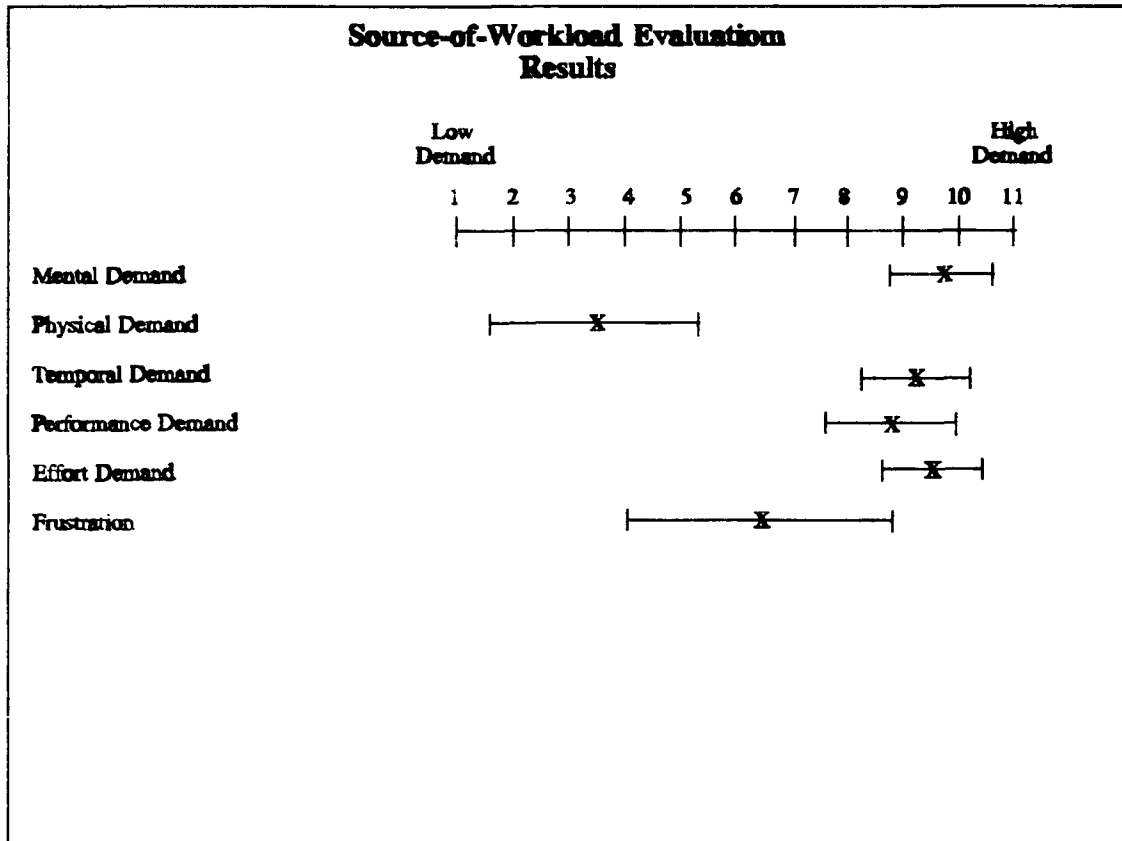 Source-of-Workload Evaluatiom
Results
Low
Demand
High
Demand
1 2 3 4 5 6 7 8 9 10 11
Mental Demand
Physical Demand
Temporal Demand
Performance Demand
Effort Demand
Frustration